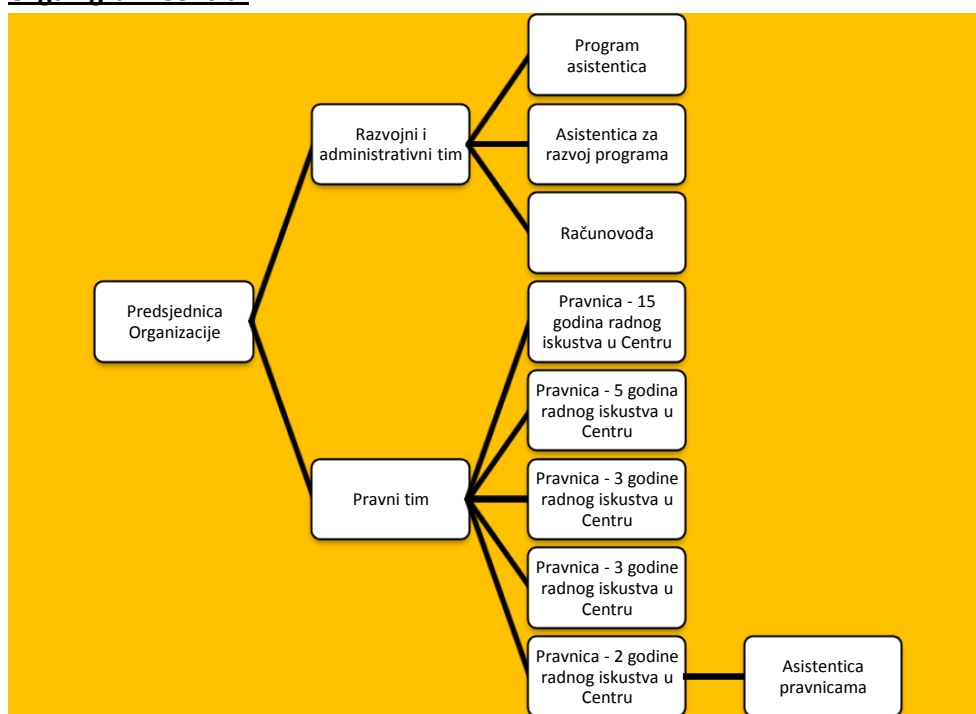 Program
asistentica
Razvojni i
administrativni tim
Asistentica za
razvoj programa
Računovođa
Predsjednica
Organizacije
Pravnica - 15
godina radnog
iskustva u Centru
Pravnica - 5 godina
radnog iskustva u
Centru
Pravni tim
Pravnica - 3 godine
radnog iskustva u
Centru
Pravnica - 3 godine
radnog iskustva u
Centru
Pravnica - 2 godine
radnog iskustva u
Centru
Asistentica
pravnicama